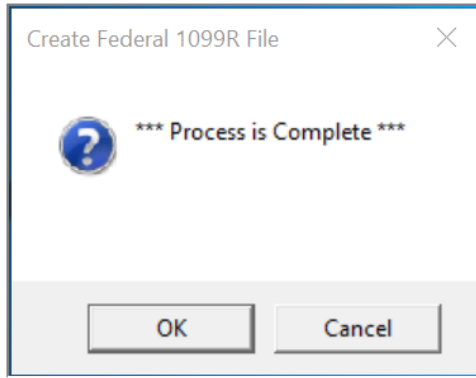 Create Federal 1099R File
*** Process is Complete ***
OK
Cancel